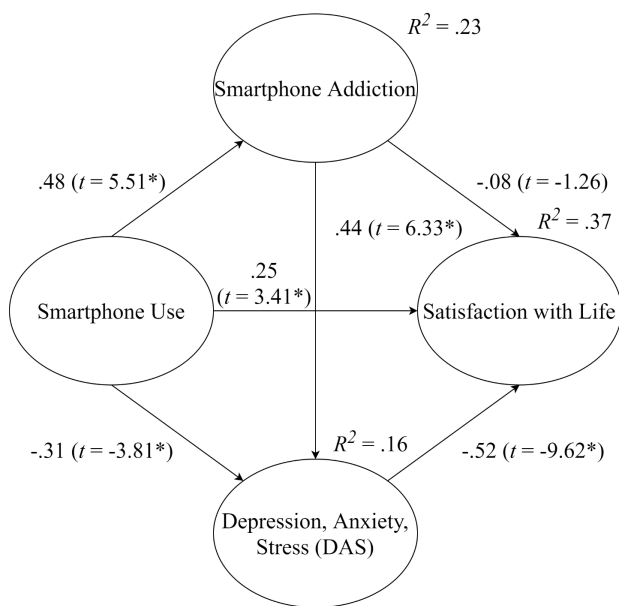 R² = .23
Smartphone Addiction
.48 (t = 5.51*)
-.08 (t = -1.26)
R² = .37
.44 (t = 6.33*)
.25
(t = 3.41*)
Smartphone Use
Satisfaction with Life
-.31 (t = -3.81*)
R² = .16
-.52 (t = -9.62*)
Depression, Anxiety,
Stress (DAS)